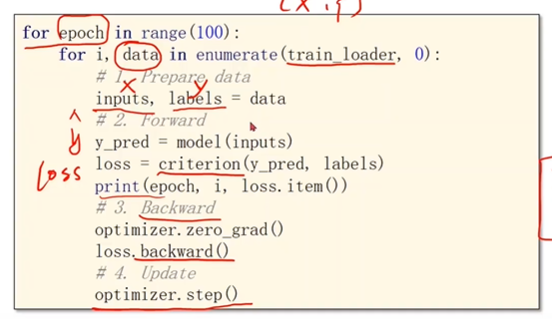 (x, y)
for epoch in range(100):
    for i, data in enumerate(train_loader, 0):
        # 1. Prepare data
x y
        inputs, labels = data
        # 2. Forward
ŷ
        y_pred = model(inputs)
loss
        loss = criterion(y_pred, labels)
        print(epoch, i, loss.item())
        # 3. Backward
        optimizer.zero_grad()
        loss.backward()
        # 4. Update
        optimizer.step()